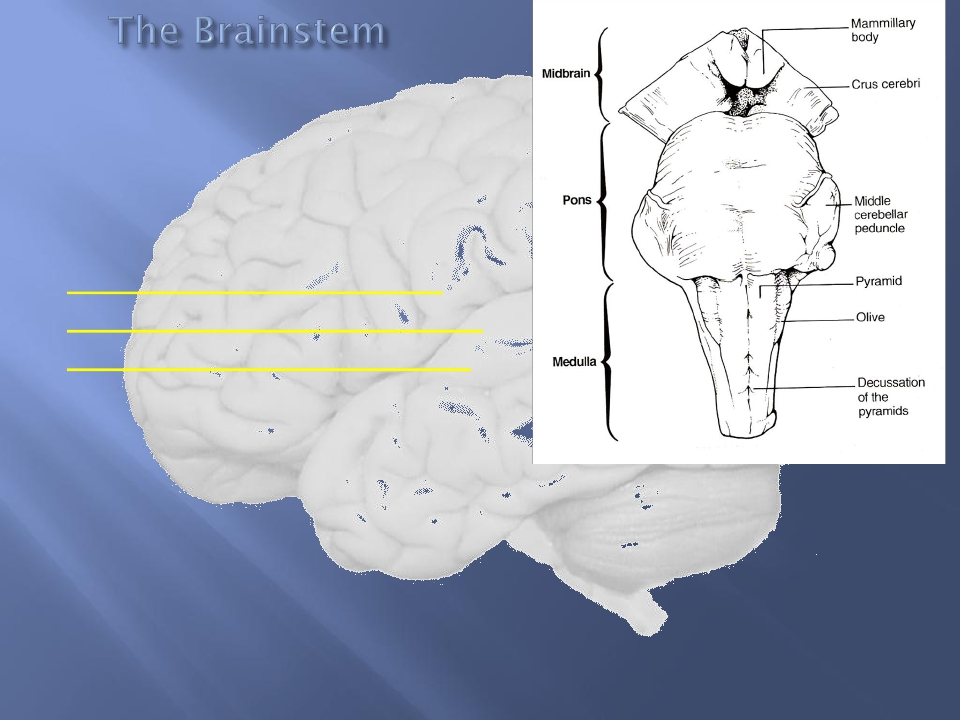 The Brainstem
Mammillary
body
Midbrain
Crus cerebri
Pons
Middle
cerebellar
peduncle
Pyramid
Olive
Medulla
Decussation
of the
pyramids